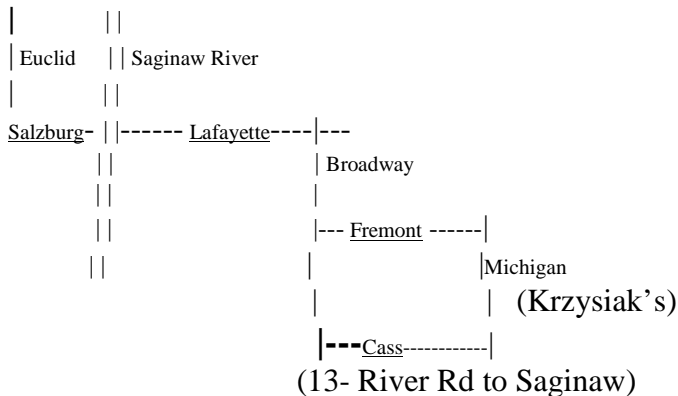 | ||
| Euclid || Saginaw River
| ||
Salzburg- ||------ Lafayette----|---
|| | Broadway
|| |
|| |--- Fremont ------|
|| | |Michigan
| | (Krzysiak's)
|---Cass------------|
(13- River Rd to Saginaw)